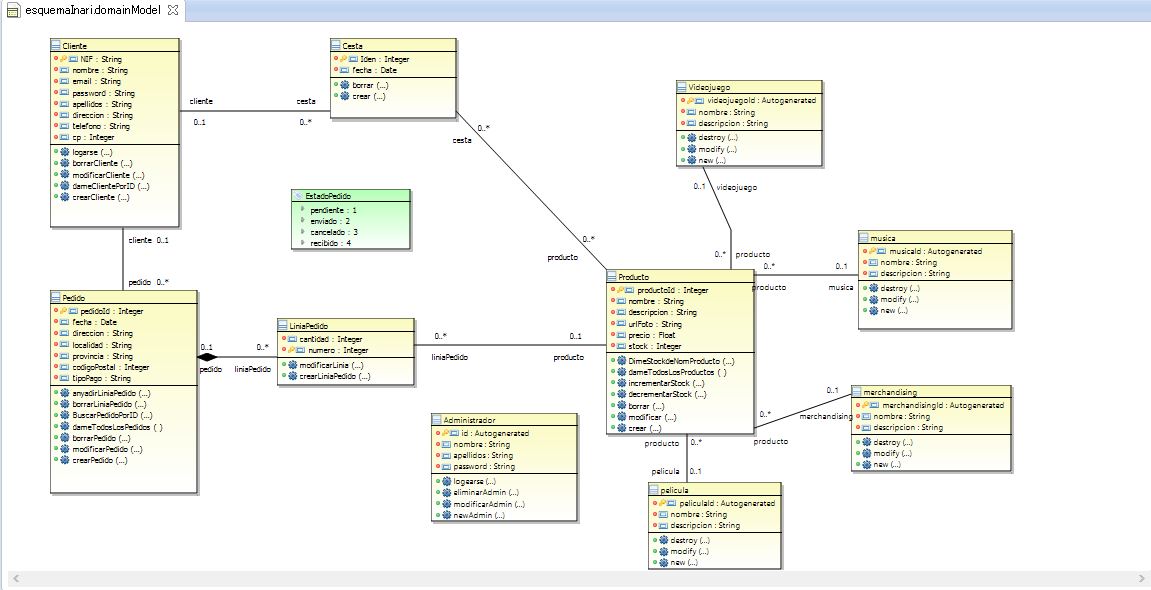 esquemaInari.domainModel
Cliente
NIF : String
nombre : String
email : String
password : String
apellidos : String
direccion : String
telefono : String
cp : Integer
logarse (...)
borrarCliente (...)
modificarCliente (...)
dameClientePorID (...)
crearCliente (...)
cliente
0..1
cesta
0..*
Cesta
Iden : Integer
fecha : Date
borrar (...)
crear (...)
0..*
cesta
0..*
producto
Videojuego
videojuegoId : Autogenerated
nombre : String
descripcion : String
destroy (...)
modify (...)
new (...)
0..1
videojuego
0..*
producto
EstadoPedido
pendiente : 1
enviado : 2
cancelado : 3
recibido : 4
musica
musicaId : Autogenerated
nombre : String
descripcion : String
destroy (...)
modify (...)
new (...)
0..*
producto
0..1
musica
cliente 0..1
pedido 0..*
Pedido
pedidoId : Integer
fecha : Date
direccion : String
localidad : String
provincia : String
codigoPostal : Integer
tipoPago : String
anyadirLiniaPedido (...)
borrarLiniaPedido (...)
BuscarPedidoPorID (...)
dameTodosLosPedidos ( )
borrarPedido (...)
modificarPedido (...)
crearPedido (...)
0..1
pedido
0..*
liniaPedido
LiniaPedido
cantidad : Integer
numero : Integer
modificarLinia (...)
crearLiniaPedido (...)
0..*
liniaPedido
0..1
producto
Producto
productoId : Integer
nombre : String
descripcion : String
urlFoto : String
precio : Float
stock : Integer
DimeStockdeNomProducto (...)
dameTodosLosProductos ( )
incrementarStock (...)
decrementarStock (...)
borrar (...)
modificar (...)
crear (...)
0..*
producto
0..1
merchandising
merchandising
merchandisingId : Autogenerated
nombre : String
descripcion : String
destroy (...)
modify (...)
new (...)
Administrador
id : Autogenerated
nombre : String
apellidos : String
password : String
logearse (...)
eliminarAdmin (...)
modificarAdmin (...)
newAdmin (...)
producto
0..*
pelicula
0..1
pelicula
peliculaId : Autogenerated
nombre : String
descripcion : String
destroy (...)
modify (...)
new (...)